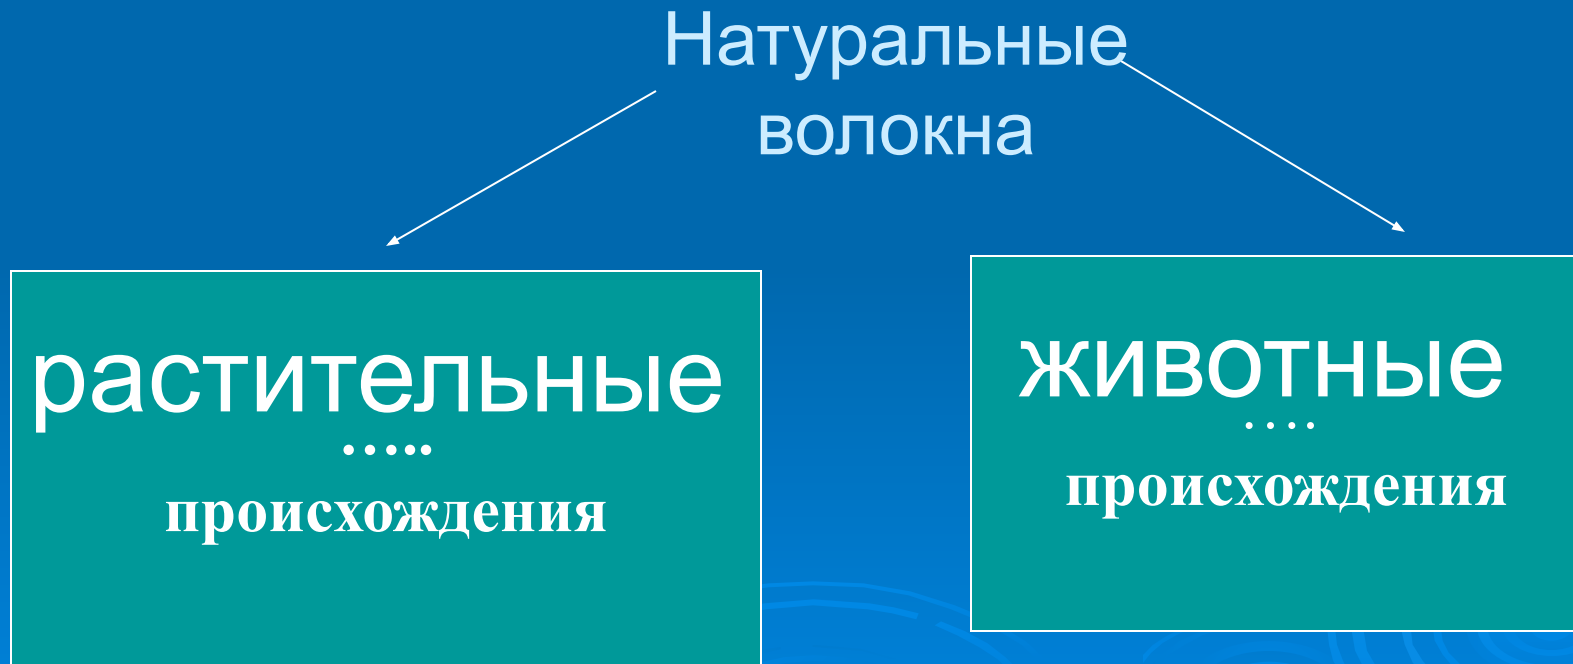 Натуральные
волокна
растительные
.....
происхождения
животные
....
происхождения